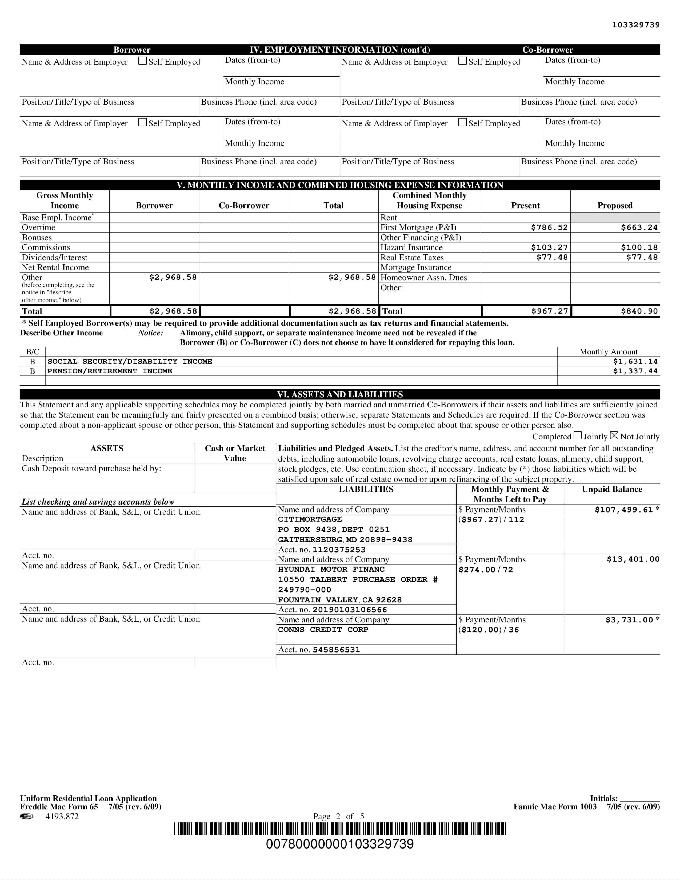 103329739
Borrower IV. EMPLOYMENT INFORMATION (cont'd) Co-Borrower
Name & Address of Employer ☐ Self Employed Dates (from-to) Name & Address of Employer ☐ Self Employed Dates (from-to)
Monthly Income Monthly Income
Position/Title/Type of Business Business Phone (incl. area code) Position/Title/Type of Business Business Phone (incl. area code)
Name & Address of Employer ☐ Self Employed Dates (from-to) Name & Address of Employer ☐ Self Employed Dates (from-to)
Monthly Income Monthly Income
Position/Title/Type of Business Business Phone (incl. area code) Position/Title/Type of Business Business Phone (incl. area code)
V. MONTHLY INCOME AND COMBINED HOUSING EXPENSE INFORMATION
Gross Monthly Income Borrower Co-Borrower Total Combined Monthly Housing Expense Present Proposed
Base Empl. Income* Rent
Overtime First Mortgage (P&I) $786.52 $663.24
Bonuses Other Financing (P&I)
Commissions Hazard Insurance $103.27 $100.18
Dividends/Interest Real Estate Taxes $77.48 $77.48
Net Rental Income Mortgage Insurance
Other $2,968.58 $2,968.58 Homeowner Assn. Dues
(before completing, see the Other
notice in "describe
other income," below)
Total $2,968.58 $2,968.58 Total $967.27 $840.90
* Self Employed Borrower(s) may be required to provide additional documentation such as tax returns and financial statements.
Describe Other Income Notice: Alimony, child support, or separate maintenance income need not be revealed if the
Borrower (B) or Co-Borrower (C) does not choose to have it considered for repaying this loan.
B/C Monthly Amount
B SOCIAL SECURITY/DISABILITY INCOME $1,631.14
B PENSION/RETIREMENT INCOME $1,337.44
VI. ASSETS AND LIABILITIES
This Statement and any applicable supporting schedules may be completed jointly by both married and unmarried Co-Borrowers if their assets and liabilities are sufficiently joined
so that the Statement can be meaningfully and fairly presented on a combined basis; otherwise, separate Statements and Schedules are required. If the Co-Borrower section was
completed about a non-applicant spouse or other person, this Statement and supporting schedules must be completed about that spouse or other person also.
Completed ☐ Jointly ☒ Not Jointly
ASSETS Cash or Market Value
Description
Cash Deposit toward purchase held by:
Liabilities and Pledged Assets. List the creditor's name, address, and account number for all outstanding
debts, including automobile loans, revolving charge accounts, real estate loans, alimony, child support,
stock pledges, etc. Use continuation sheet, if necessary. Indicate by (*) those liabilities which will be
satisfied upon sale of real estate owned or upon refinancing of the subject property.
LIABILITIES Monthly Payment & Months Left to Pay Unpaid Balance
List checking and savings accounts below
Name and address of Bank, S&L, or Credit Union
Name and address of Company $ Payment/Months $107,499.61*
CITIMORTGAGE ($967.27)/112
PO BOX 9438,DEPT 0251
GAITHERSBURG,MD 20898-9438
Acct. no. 1120375253
Acct. no.
Name and address of Bank, S&L, or Credit Union
Name and address of Company $ Payment/Months $13,401.00
HYUNDAI MOTOR FINANC $274.00/72
10550 TALBERT PURCHASE ORDER #
249790-000
FOUNTAIN VALLEY,CA 92628
Acct. no. Acct. no. 20190103106566
Name and address of Bank, S&L, or Credit Union
Name and address of Company $ Payment/Months $3,731.00*
CONNS CREDIT CORP ($120.00)/36
Acct. no. 545856531
Acct. no.
Uniform Residential Loan Application Initials:
Freddie Mac Form 65 7/05 (rev. 6/09) Fannie Mae Form 1003 7/05 (rev. 6/09)
4193.872 Page 2 of 5
00780000000103329739